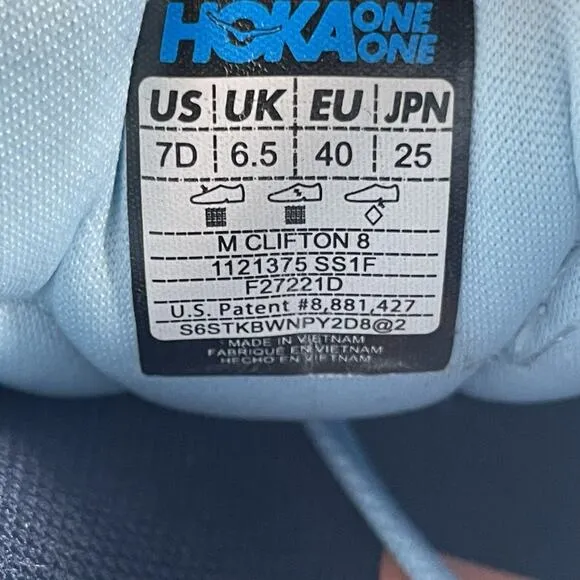 HOKA ONE ONE
US UK EU JPN
7D 6.5 40 25
M CLIFTON 8
1121375 SS1F
F27221D
U.S. Patent #8,881,427
S6STKBWNPY2D8@2
MADE IN VIETNAM
FABRIQUÉ EN VIETNAM
HECHO EN VIETNAM